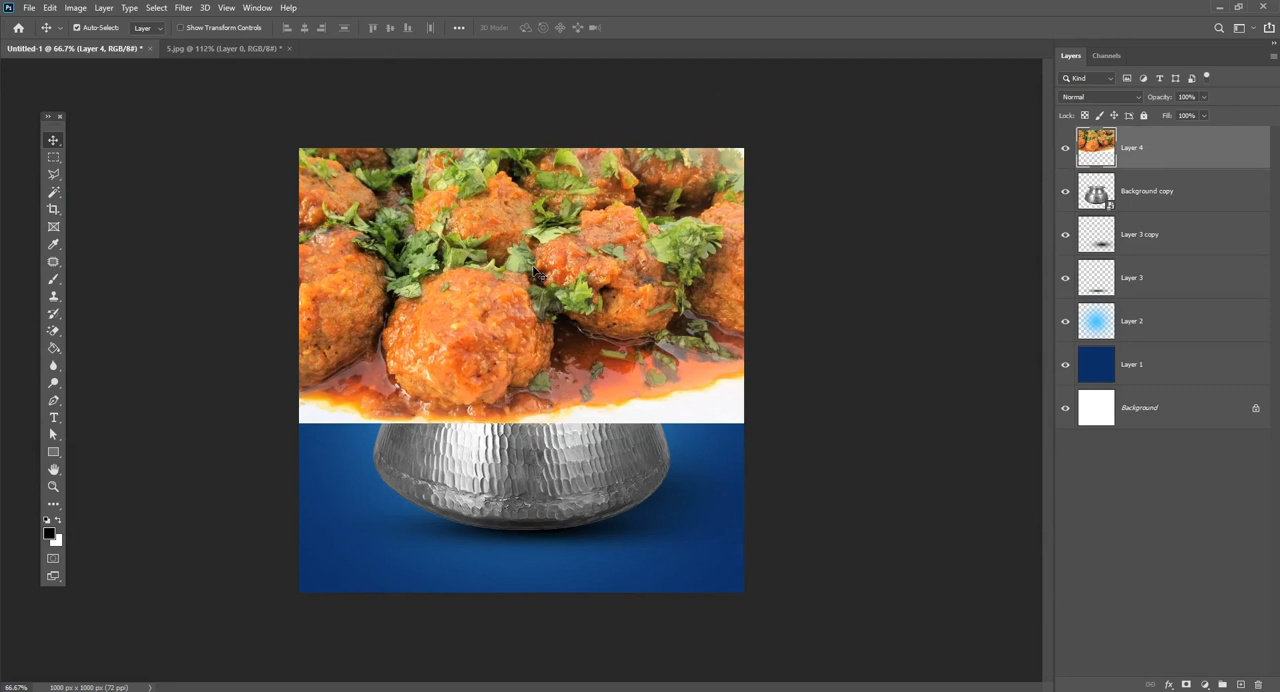 Ps File Edit Image Layer Type Select Filter 3D View Window Help
Auto-Select: Layer Show Transform Controls 3D Mode:
Untitled-1 @ 66.7% (Layer 4, RGB/8#) * × 5.jpg @ 112% (Layer 0, RGB/8#) * ×
Layers Channels
Kind
Normal Opacity: 100%
Lock: Fill: 100%
Layer 4
Background copy
Layer 3 copy
Layer 3
Layer 2
Layer 1
Background
T
fx
66.67% 1000 px x 1000 px (72 ppi)